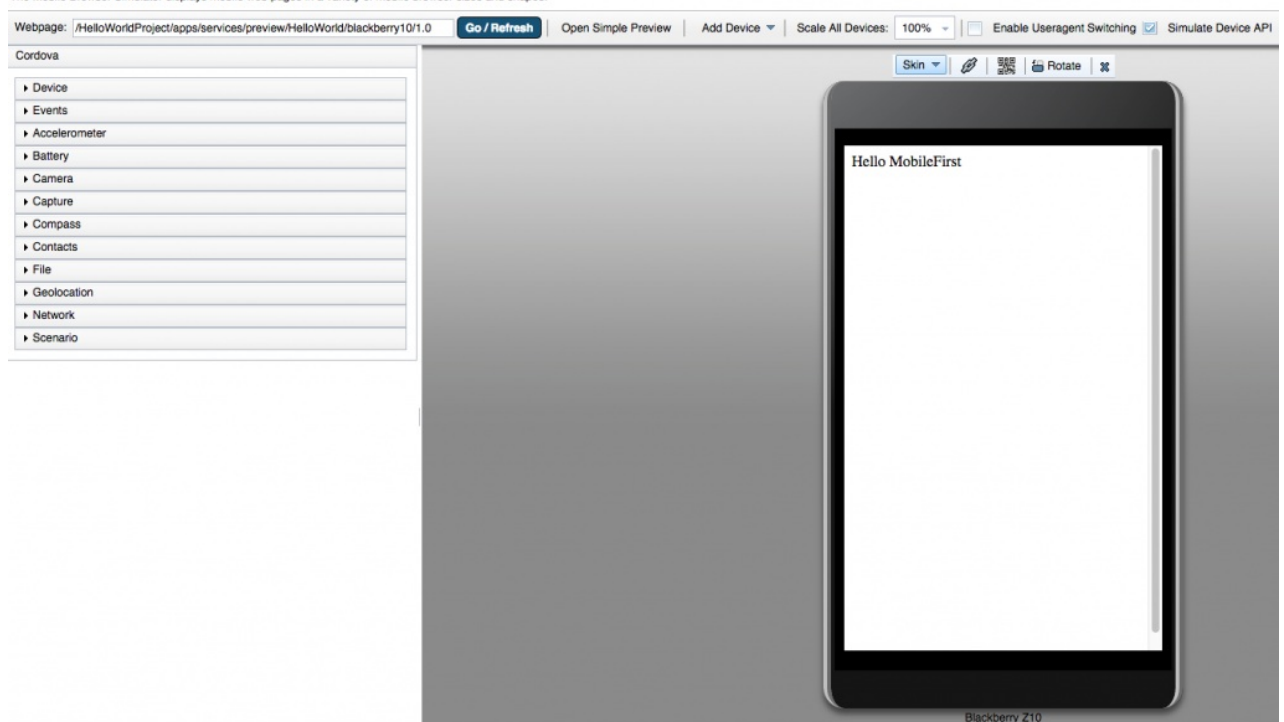 Webpage: /HelloWorldProject/apps/services/preview/HelloWorld/blackberry10/1.0 Go / Refresh Open Simple Preview Add Device Scale All Devices: 100% Enable Useragent Switching Simulate Device API
Cordova
Skin Rotate
Device
Events
Accelerometer
Battery
Camera
Capture
Compass
Contacts
File
Geolocation
Network
Scenario
Hello MobileFirst
Blackberry Z10